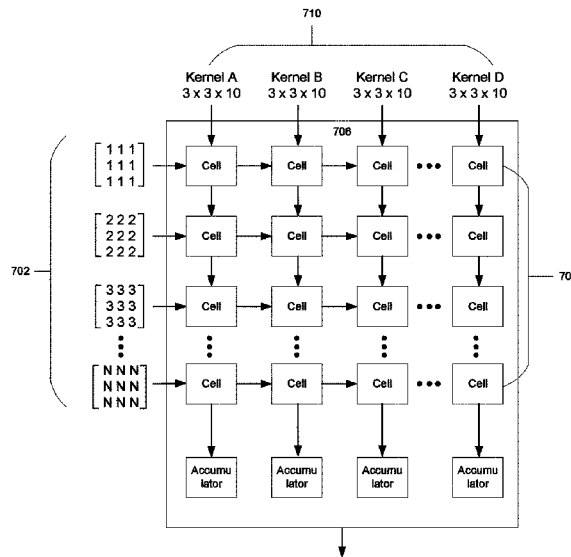 710
Kernel A Kernel B Kernel C Kernel D
3 x 3 x 10 3 x 3 x 10 3 x 3 x 10 3 x 3 x 10
706
1 1 1
1 1 1
1 1 1
Cell Cell Cell Cell
2 2 2
2 2 2
2 2 2
Cell Cell Cell Cell
702
70
3 3 3
3 3 3
3 3 3
Cell Cell Cell Cell
N N N
N N N
N N N
Cell Cell Cell Cell
Accumu Accumu Accumu Accumu
lator lator lator lator